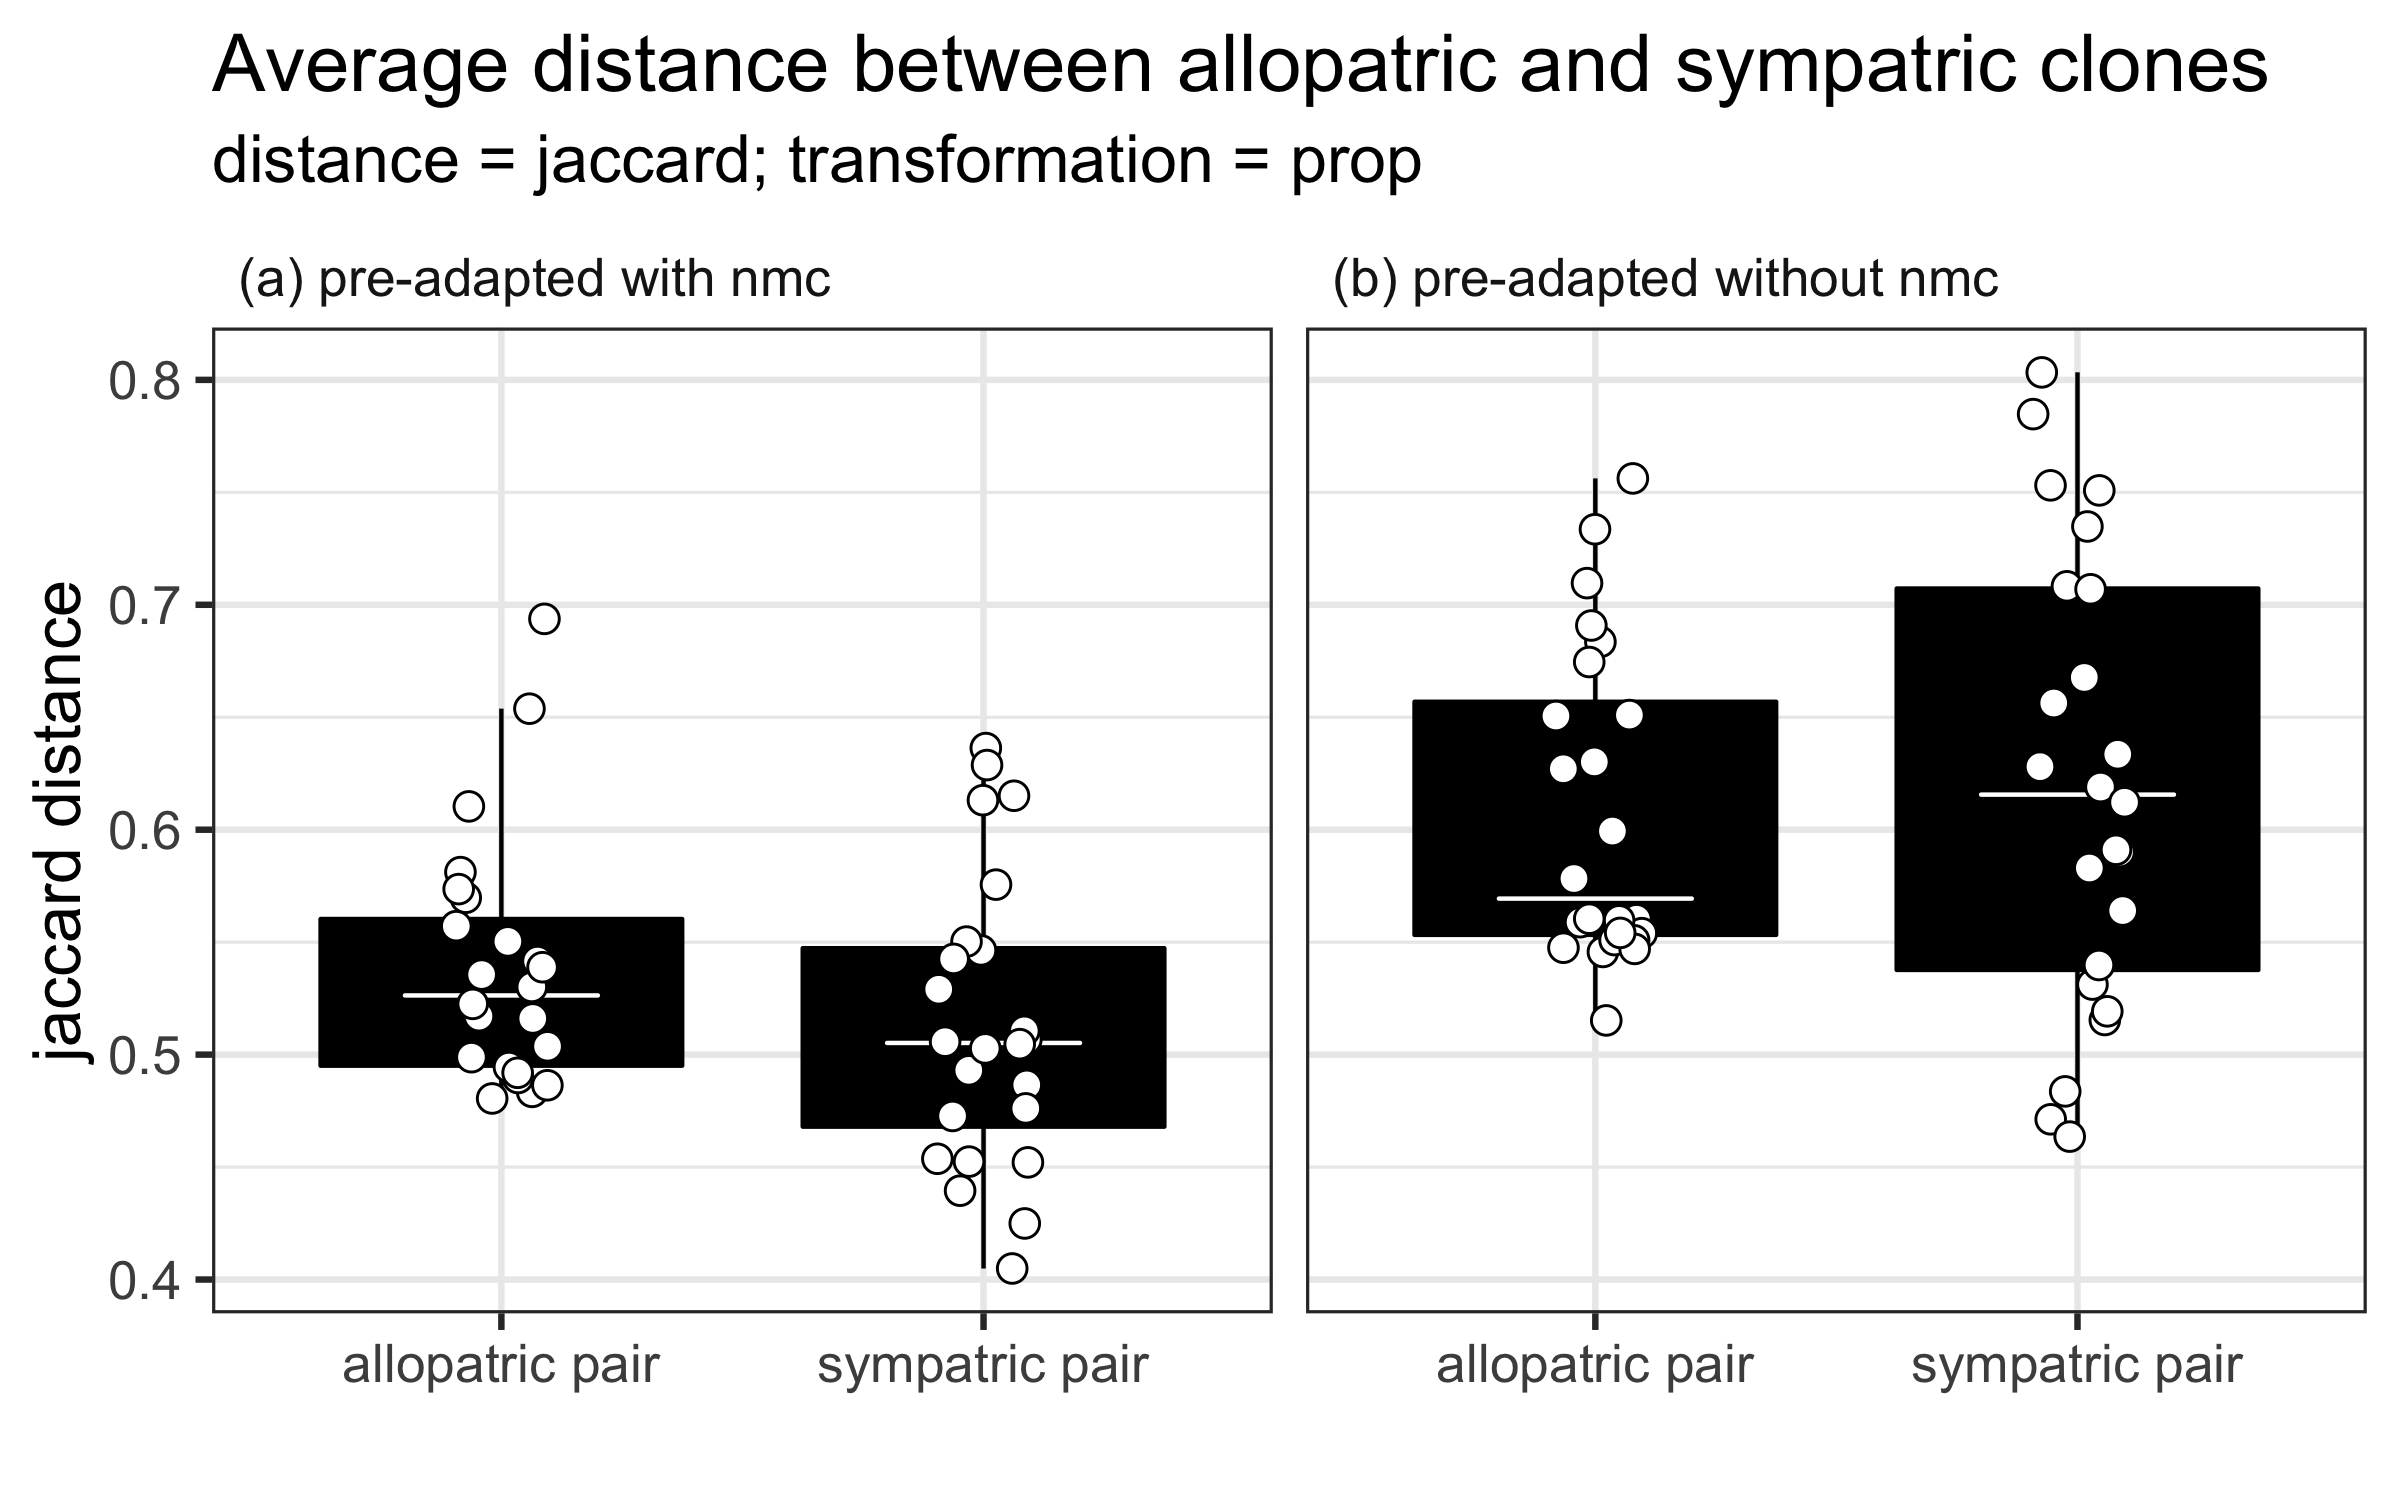 Average distance between allopatric and sympatric clones
distance = jaccard; transformation = prop
(a) pre-adapted with nmc
(b) pre-adapted without nmc
jaccard distance
0.8
0.7
0.6
0.5
0.4
allopatric pair
sympatric pair
allopatric pair
sympatric pair